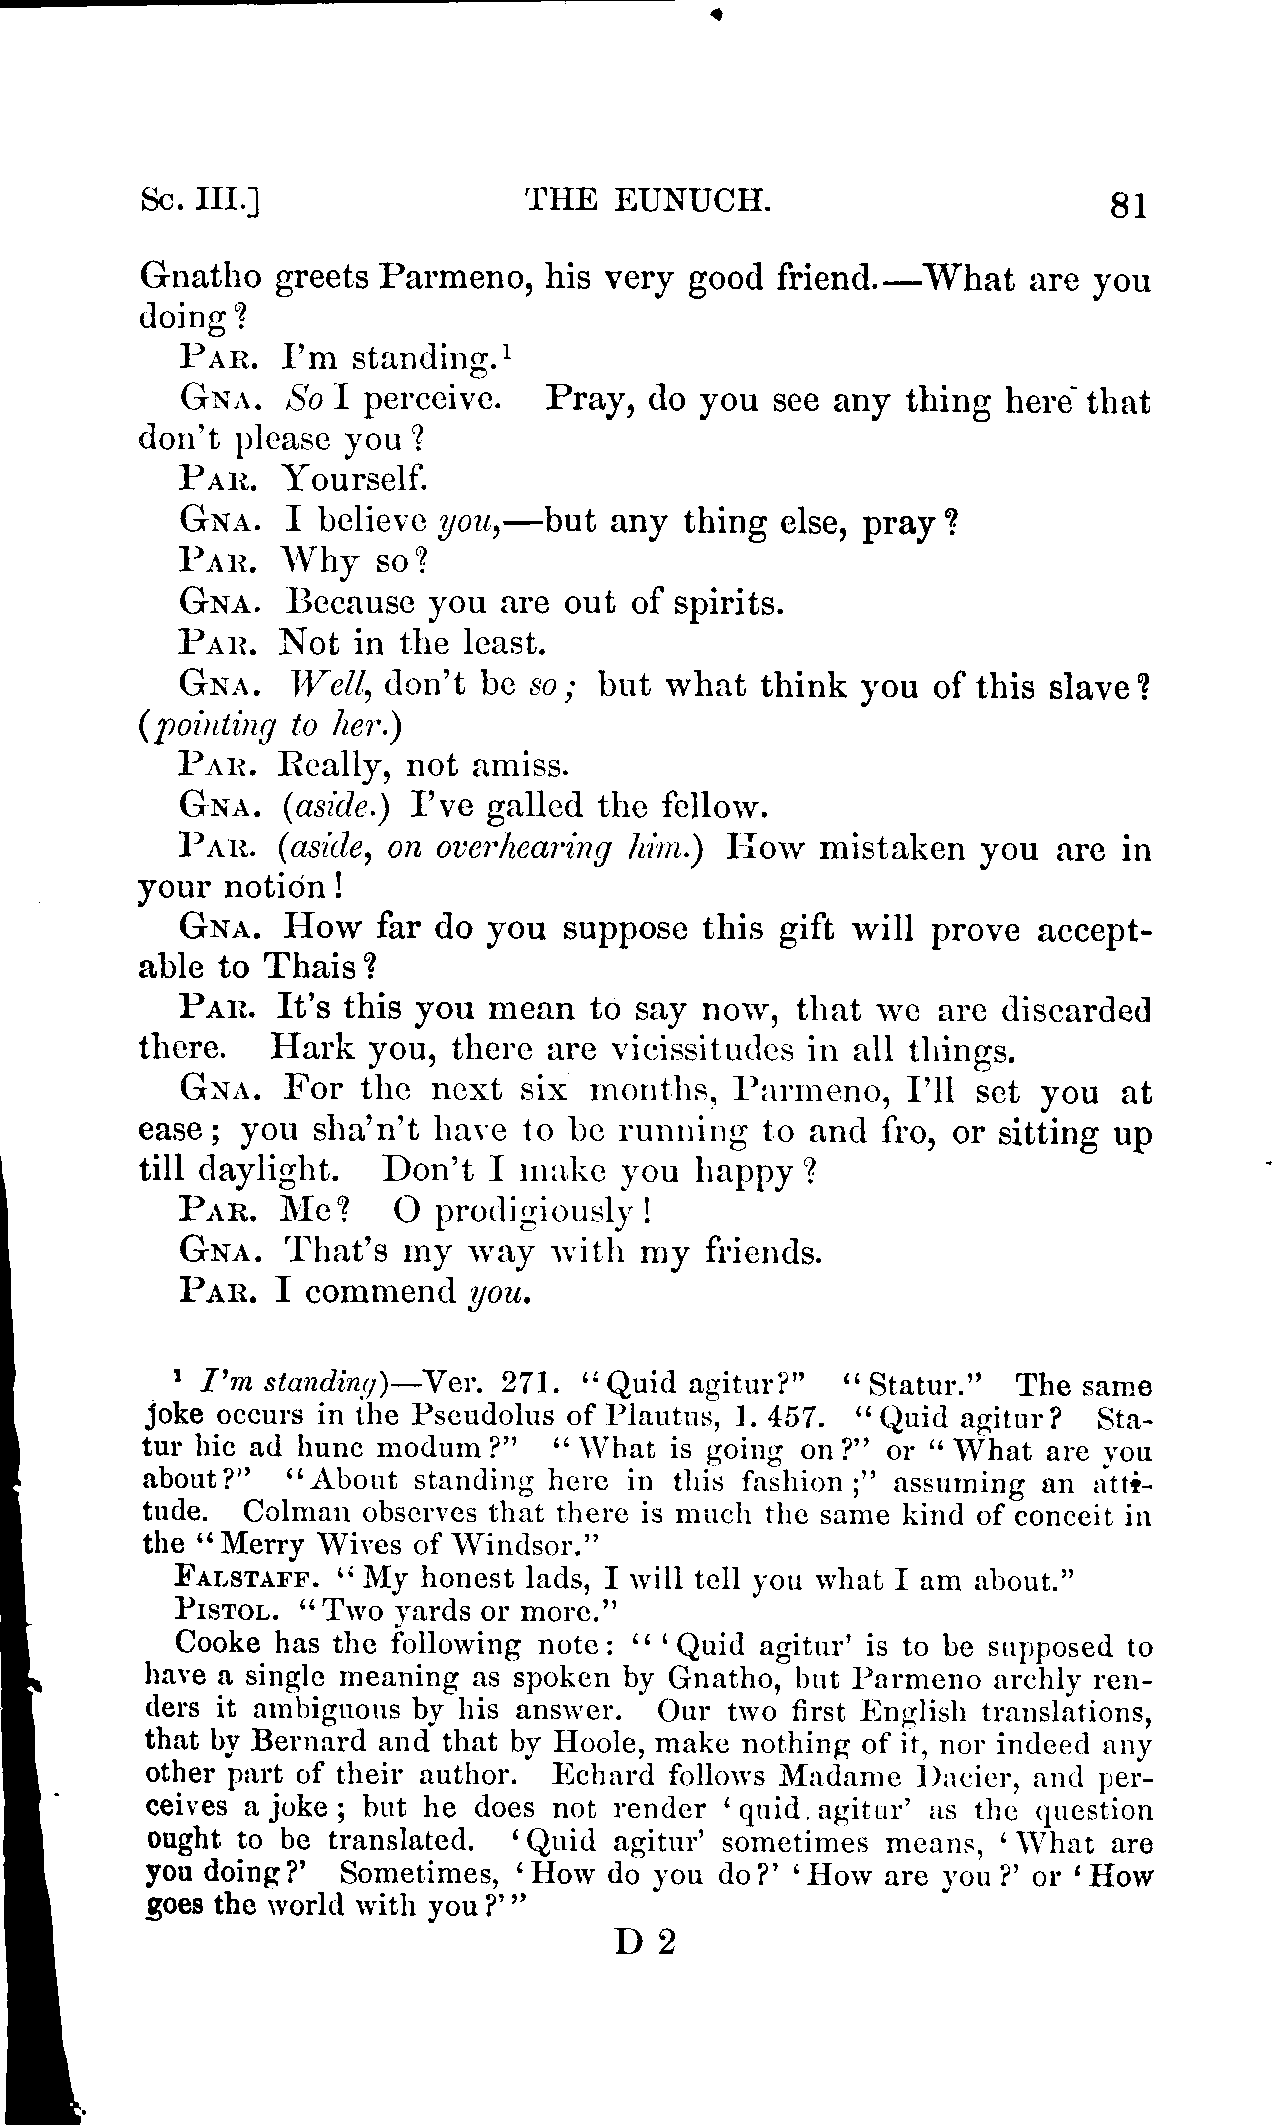 Sc. III.] THE EUNUCH. 81
Gnatho greets Parmeno, his very good friend.—What are you
doing?
PAR. I'm standing.¹
GNA. So I perceive. Pray, do you see any thing here that
don't please you?
PAR. Yourself.
GNA. I believe you,—but any thing else, pray?
PAR. Why so?
GNA. Because you are out of spirits.
PAR. Not in the least.
GNA. Well, don't be so; but what think you of this slave?
(pointing to her.)
PAR. Really, not amiss.
GNA. (aside.) I've galled the fellow.
PAR. (aside, on overhearing him.) How mistaken you are in
your notion!
GNA. How far do you suppose this gift will prove accept-
able to Thais?
PAR. It's this you mean to say now, that we are discarded
there. Hark you, there are vicissitudes in all things.
GNA. For the next six months, Parmeno, I'll set you at
ease; you sha'n't have to be running to and fro, or sitting up
till daylight. Don't I make you happy?
PAR. Me? O prodigiously!
GNA. That's my way with my friends.
PAR. I commend you.
¹ I'm standing)—Ver. 271. "Quid agitur?" "Statur." The same
joke occurs in the Pseudolus of Plautus, l. 457. "Quid agitur? Sta-
tur hic ad hunc modum?" "What is going on?" or "What are you
about?" "About standing here in this fashion;" assuming an atti-
tude. Colman observes that there is much the same kind of conceit in
the "Merry Wives of Windsor."
FALSTAFF. "My honest lads, I will tell you what I am about."
PISTOL. "Two yards or more."
Cooke has the following note: "'Quid agitur' is to be supposed to
have a single meaning as spoken by Gnatho, but Parmeno archly ren-
ders it ambiguous by his answer. Our two first English translations,
that by Bernard and that by Hoole, make nothing of it, nor indeed any
other part of their author. Echard follows Madame Dacier, and per-
ceives a joke; but he does not render 'quid agitur' as the question
ought to be translated. 'Quid agitur' sometimes means, 'What are
you doing?' Sometimes, 'How do you do?' 'How are you?' or 'How
goes the world with you?'"
D 2